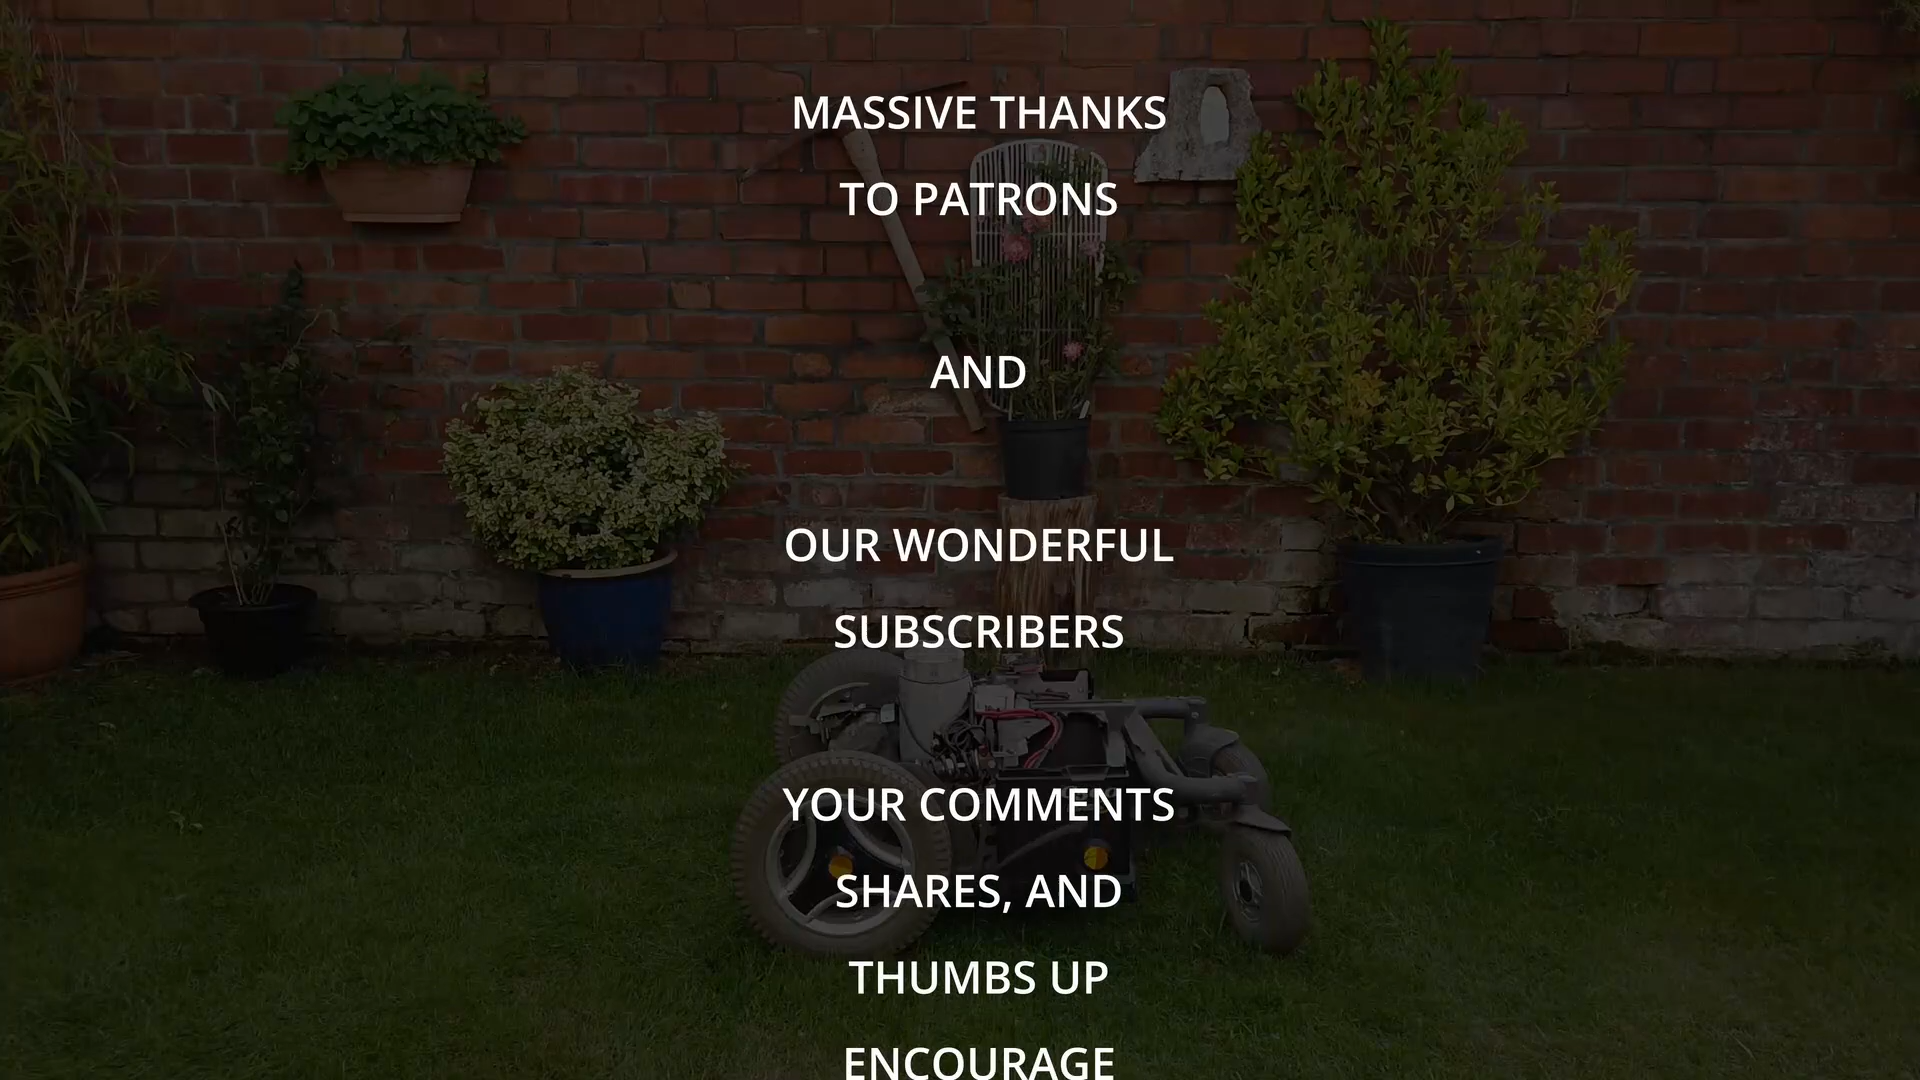 MASSIVE THANKS
TO PATRONS
AND
OUR WONDERFUL
SUBSCRIBERS
YOUR COMMENTS
SHARES, AND
THUMBS UP
ENCOURAGE